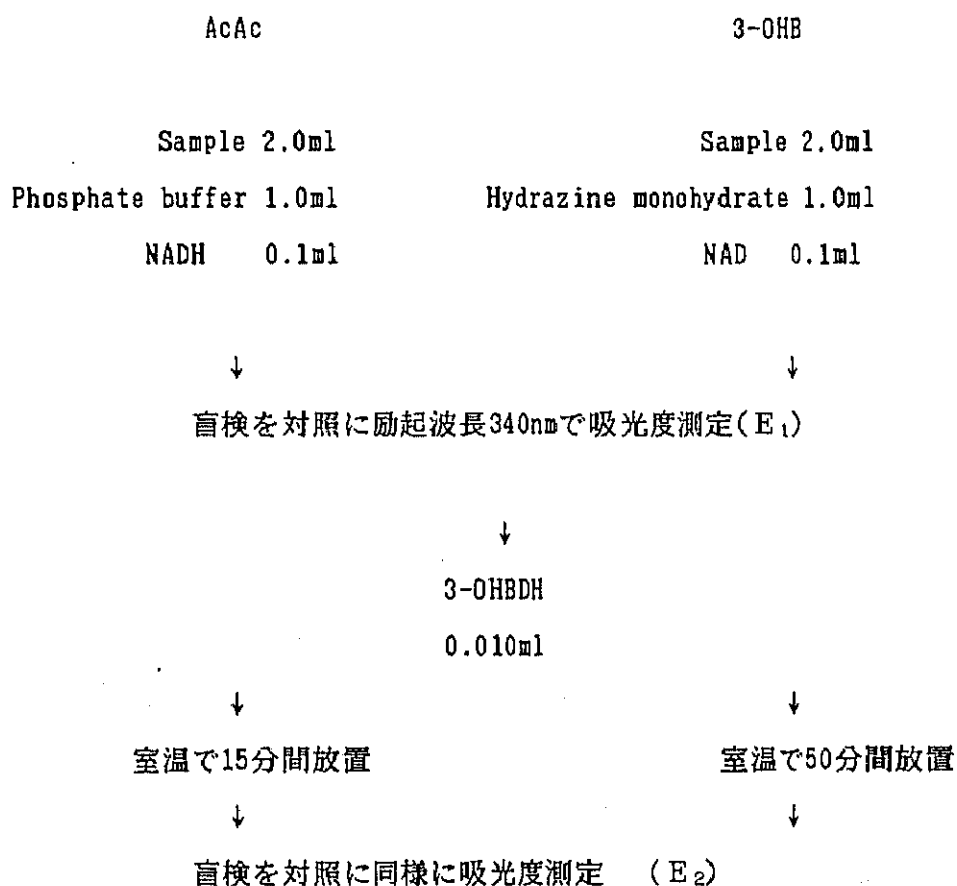 AcAc 3-OHB
Sample 2.0ml Sample 2.0ml
Phosphate buffer 1.0ml Hydrazine monohydrate 1.0ml
NADH 0.1ml NAD 0.1ml
↓ ↓
盲検を対照に励起波長340nmで吸光度測定(E₁)
↓
3-OHBDH
0.010ml
↓ ↓
室温で15分間放置 室温で50分間放置
↓ ↓
盲検を対照に同様に吸光度測定 (E₂)